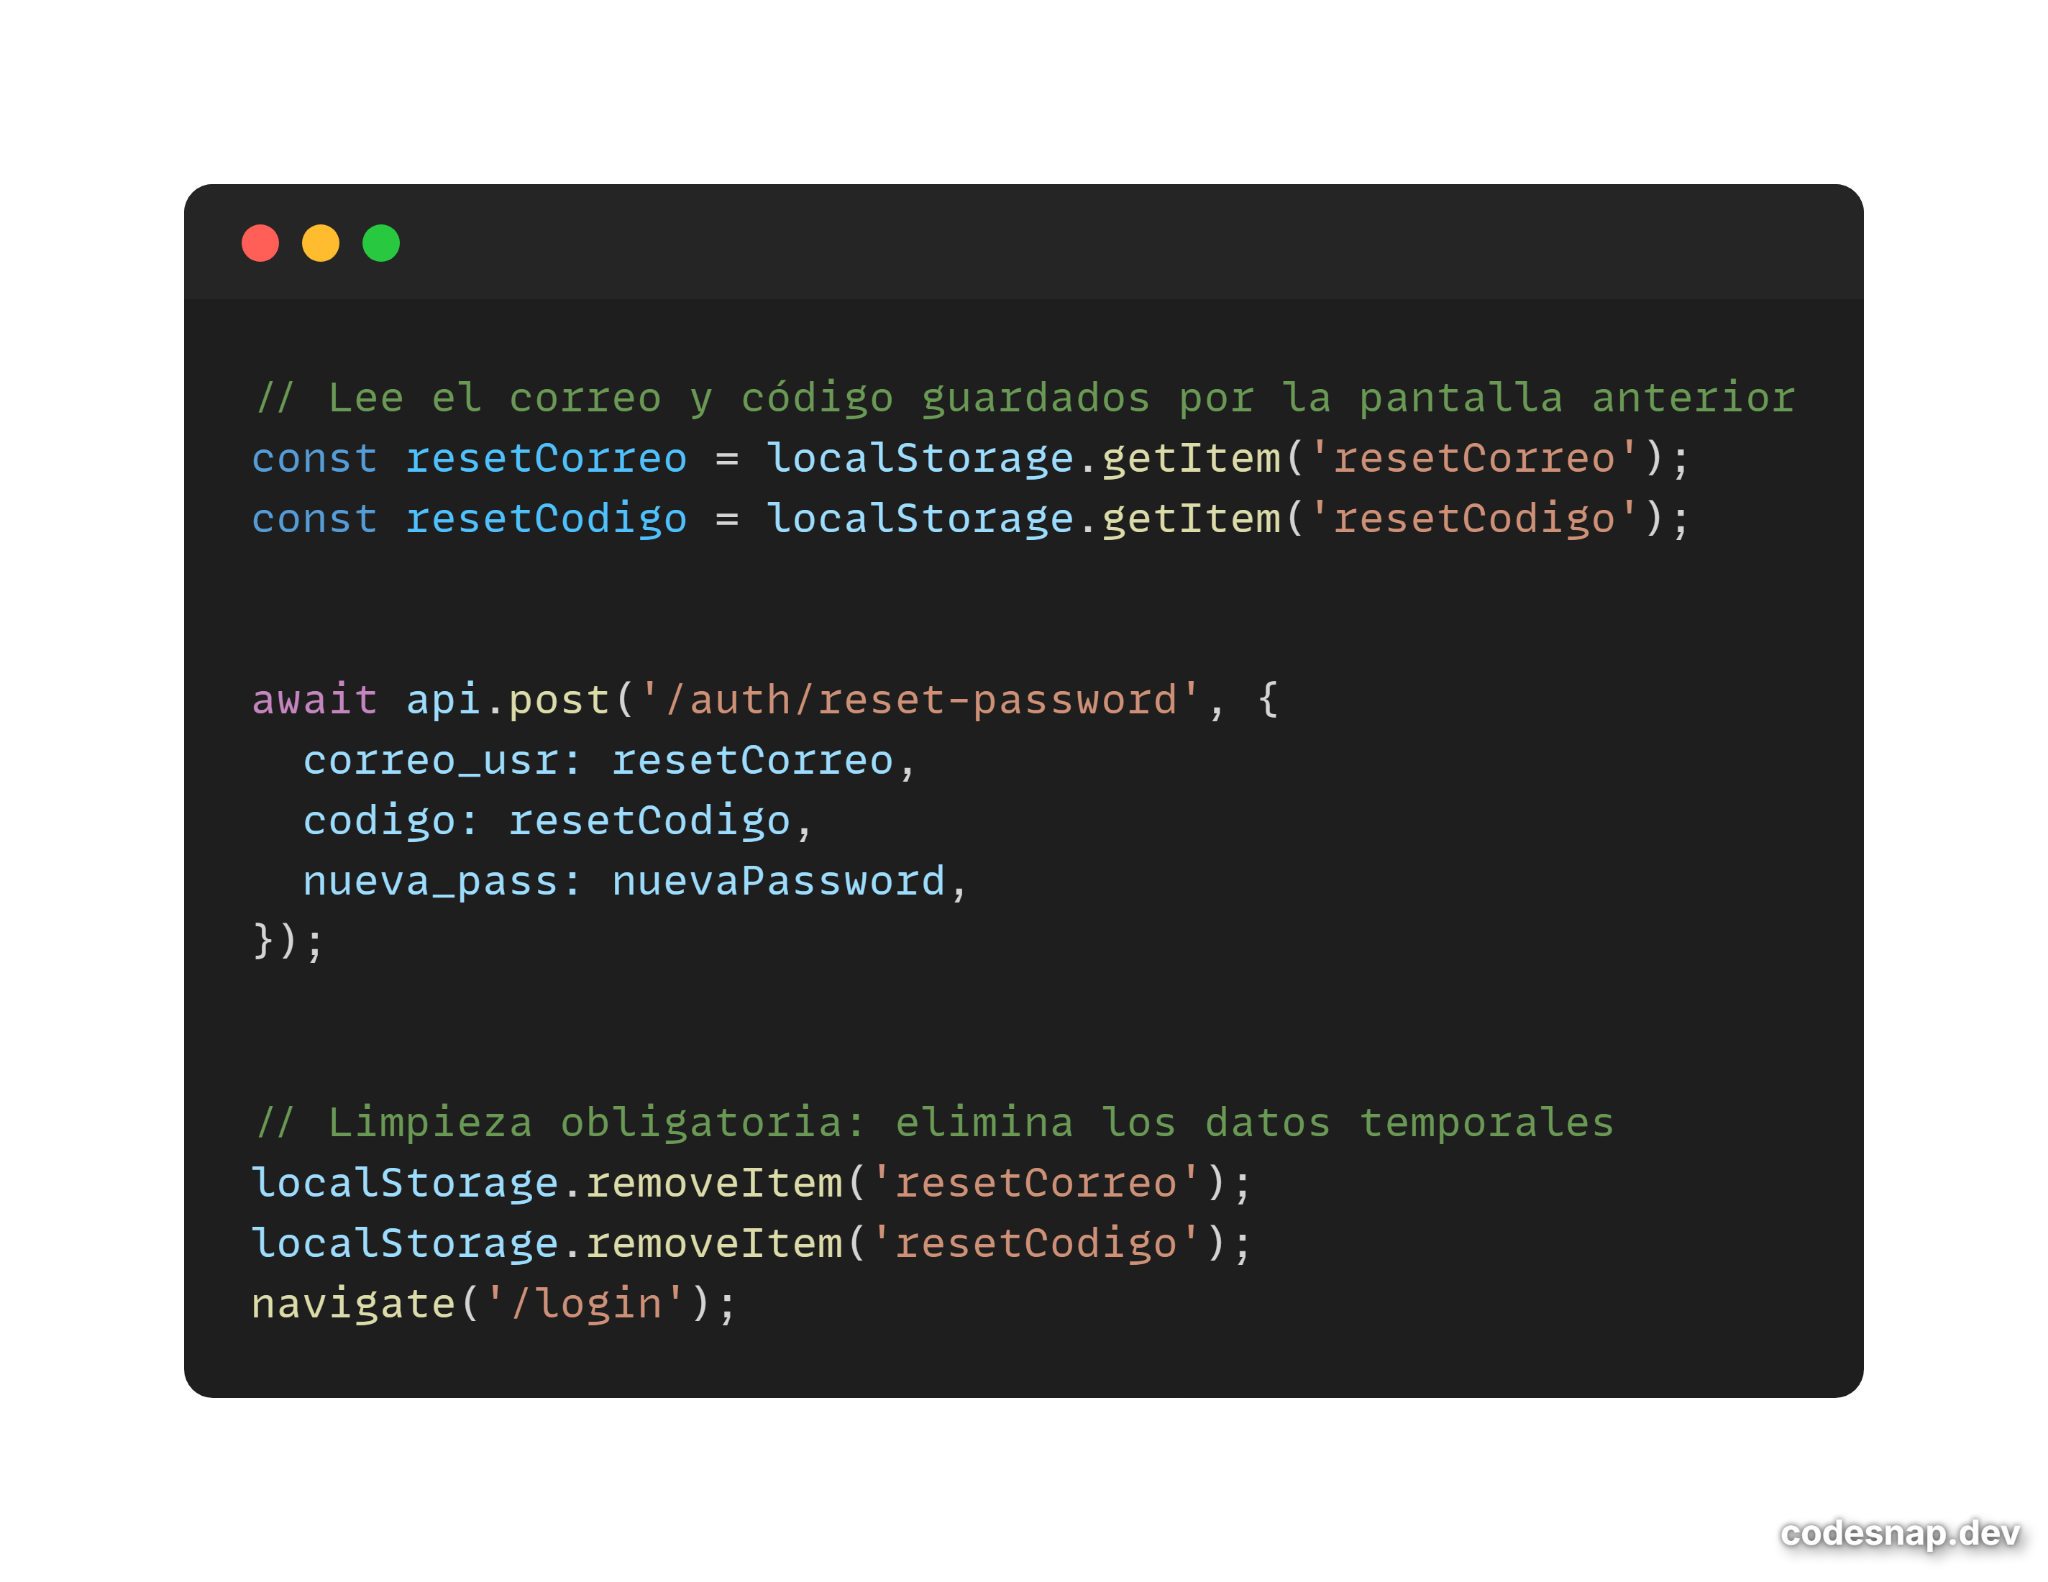 // Lee el correo y código guardados por la pantalla anterior
const resetCorreo = localStorage.getItem('resetCorreo');
const resetCodigo = localStorage.getItem('resetCodigo');
await api.post('/auth/reset-password', {
  correo_usr: resetCorreo,
  codigo: resetCodigo,
  nueva_pass: nuevaPassword,
});
// Limpieza obligatoria: elimina los datos temporales
localStorage.removeItem('resetCorreo');
localStorage.removeItem('resetCodigo');
navigate('/login');
codesnap.dev